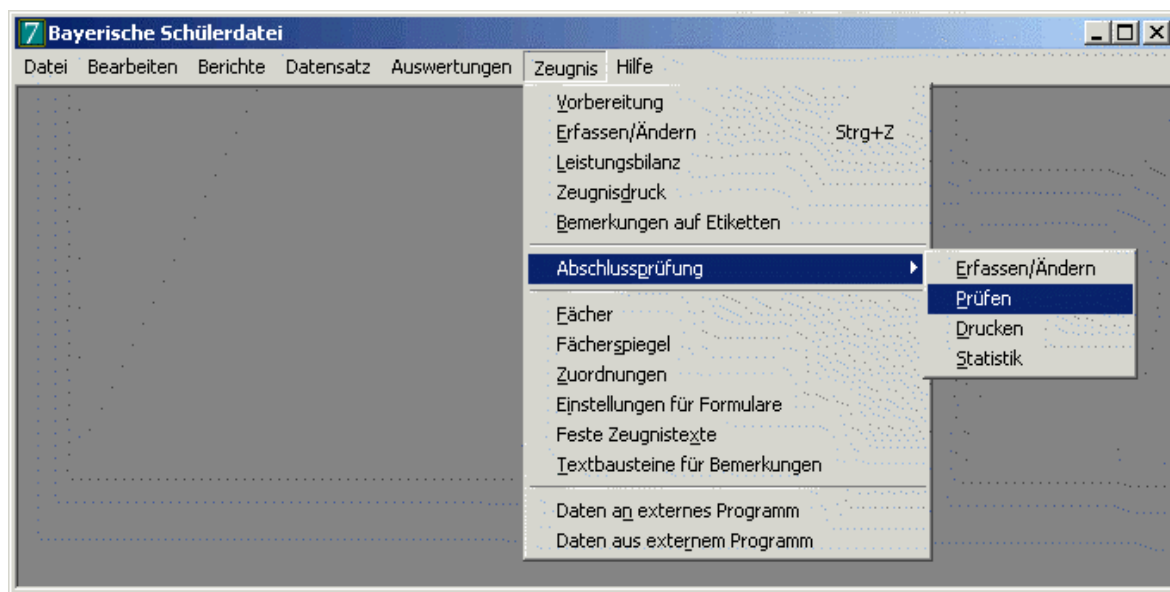 7 Bayerische Schülerdatei
Datei Bearbeiten Berichte Datensatz Auswertungen Zeugnis Hilfe
Vorbereitung
Erfassen/Ändern Strg+Z
Leistungsbilanz
Zeugnisdruck
Bemerkungen auf Etiketten
Abschlussprüfung
Erfassen/Ändern
Prüfen
Drucken
Statistik
Fächer
Fächerspiegel
Zuordnungen
Einstellungen für Formulare
Feste Zeugnistexte
Textbausteine für Bemerkungen
Daten an externes Programm
Daten aus externem Programm